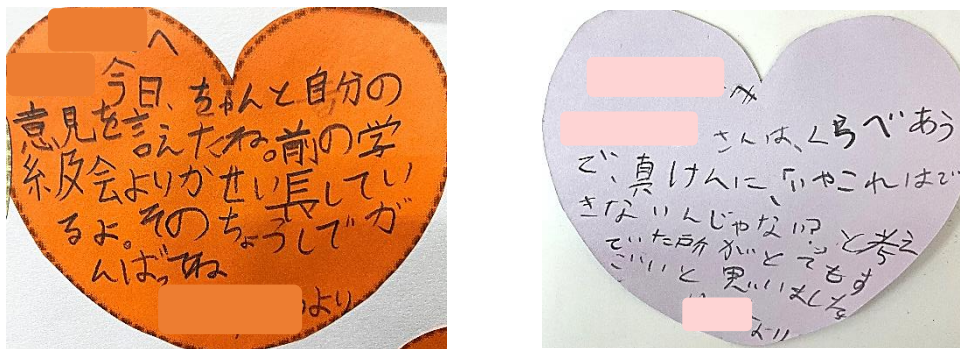 へ
今日、ちゃんと自分の
意見を言えたね。前の学
級会よりかせい長してい
るよ。そのちょうしでが
んばってね
より
さんは、くらべあう
で、真けんに、「いやこれはで
きないんじゃない?」と考え
ていた所がとてもす
ごいと思いました
より